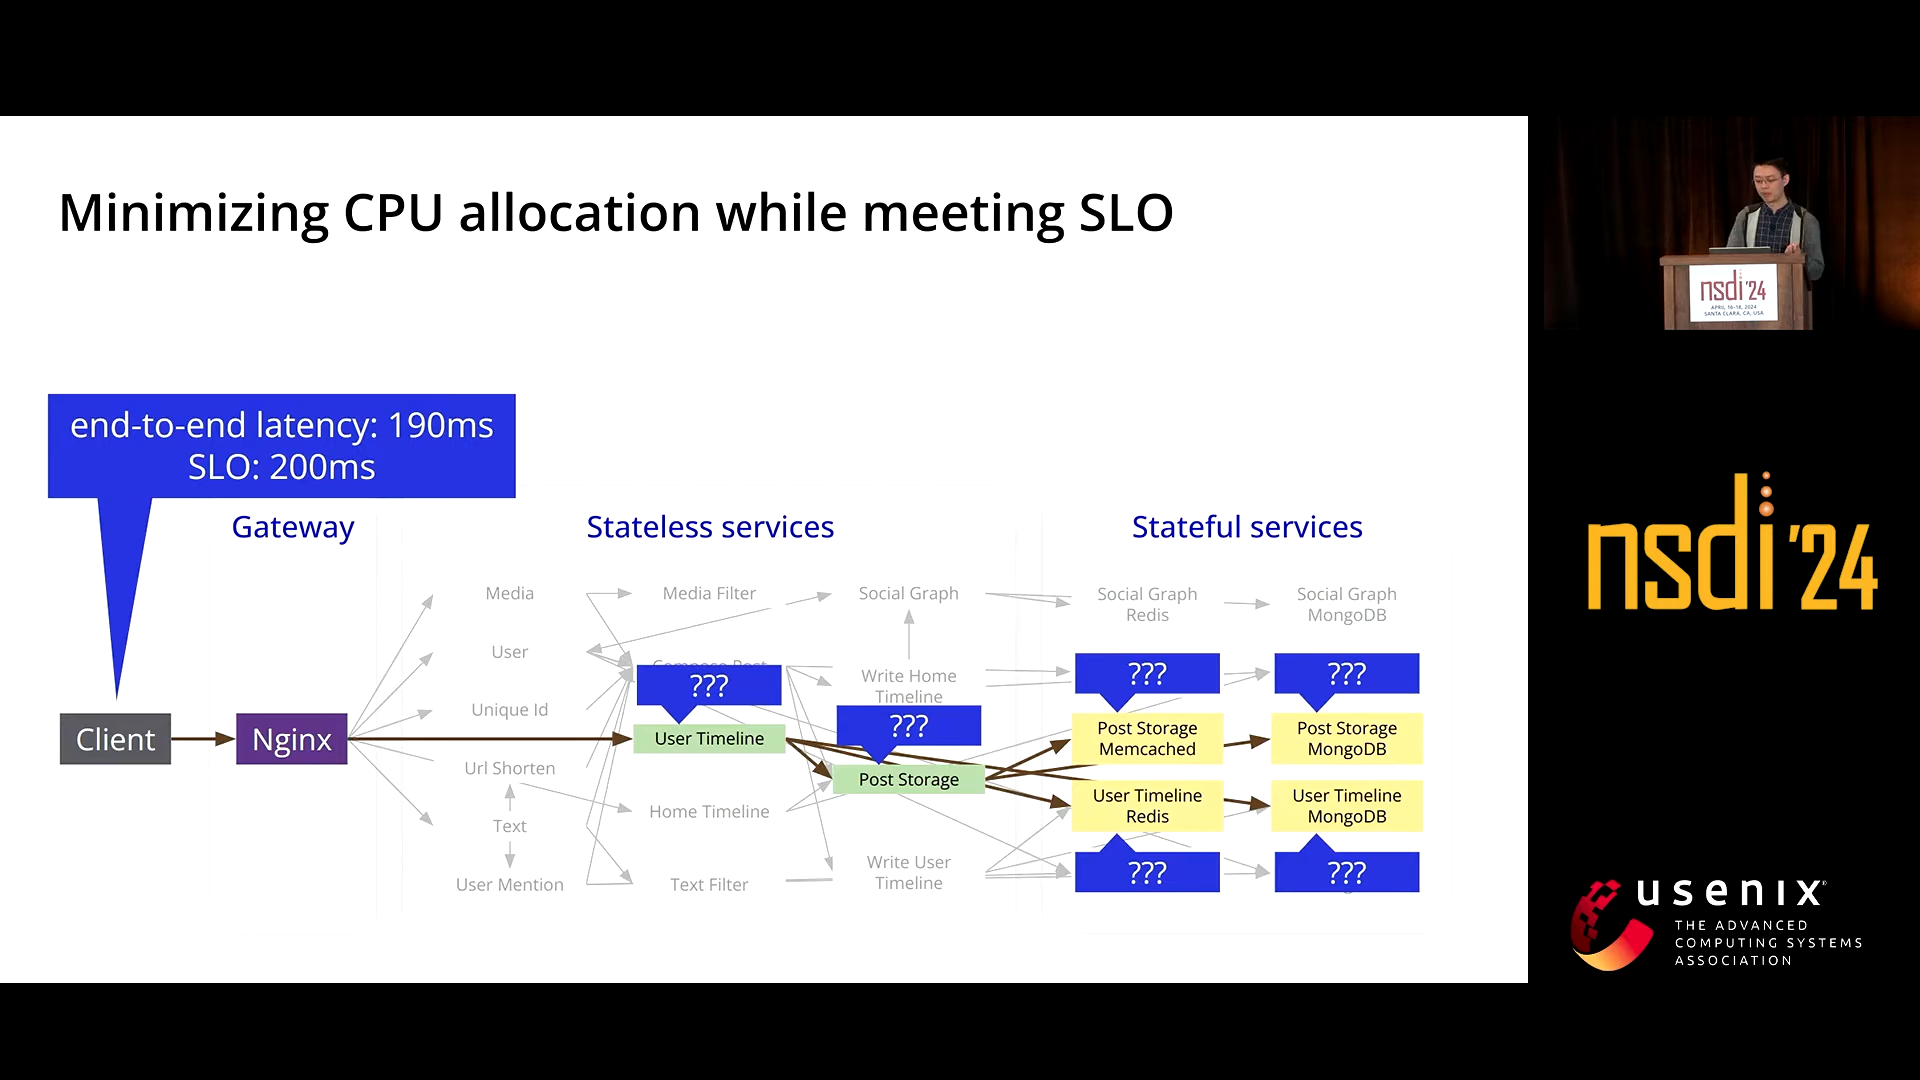 Minimizing CPU allocation while meeting SLO
end-to-end latency: 190ms
SLO: 200ms
Gateway
Stateless services
Stateful services
Client
Nginx
Media
User
Unique Id
Url Shorten
Text
User Mention
Media Filter
Compose Post
???
User Timeline
Home Timeline
Text Filter
Social Graph
Write Home
Timeline
???
Post Storage
Write User
Timeline
Social Graph
Redis
???
Post Storage
Memcached
User Timeline
Redis
???
Social Graph
MongoDB
???
Post Storage
MongoDB
User Timeline
MongoDB
???
nsdi'24
APRIL 16-18, 2024
SANTA CLARA, CA, USA
nsdi'24
usenix®
THE ADVANCED
COMPUTING SYSTEMS
ASSOCIATION